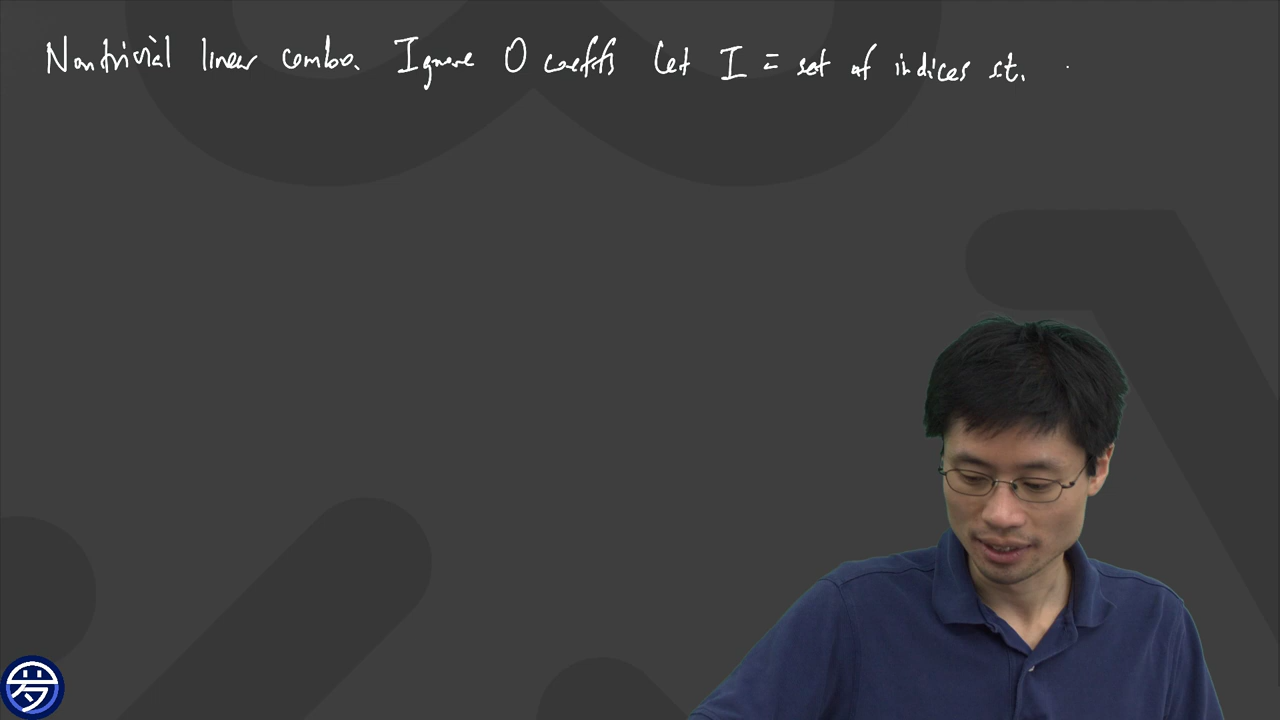 Nontrivial linear combo. Ignore 0 coeffs Let I = set of indices s.t.